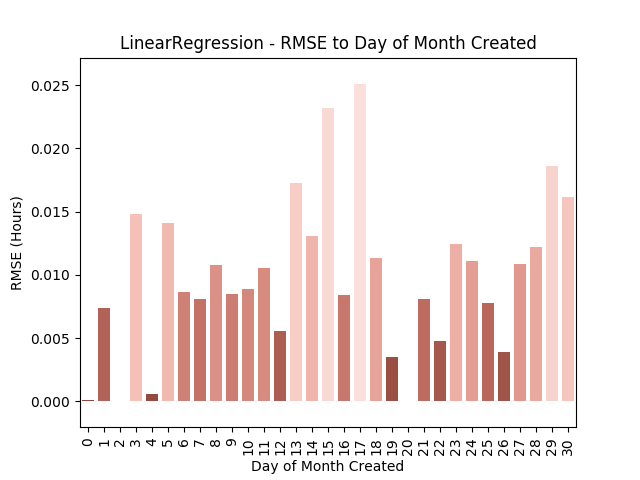 LinearRegression - RMSE to Day of Month Created
RMSE (Hours)
0.025
0.020
0.015
0.010
0.005
0.000
0 1 2 3 4 5 6 7 8 9 10 11 12 13 14 15 16 17 18 19 20 21 22 23 24 25 26 27 28 29 30
Day of Month Created